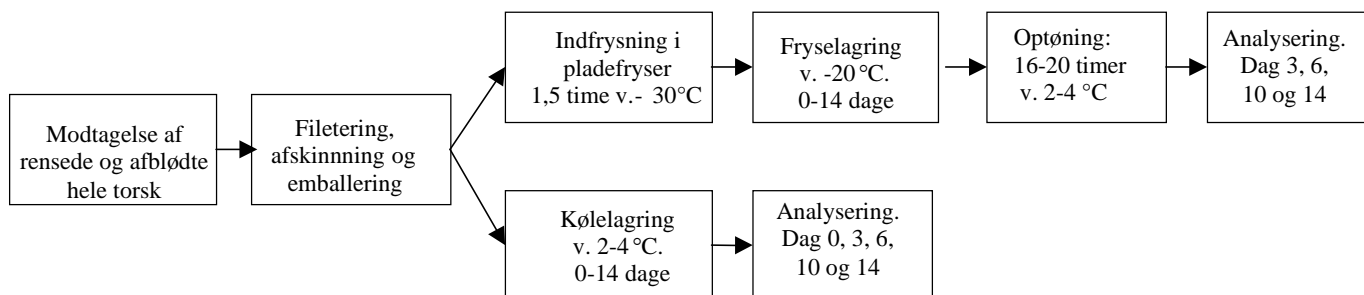 Modtagelse af
rensede og afblødte
hele torsk
Filetering,
afskinnning og
emballering
Indfrysning i
pladefryser
1,5 time v.- 30°C
Fryselagring
v. -20°C.
0-14 dage
Optøning:
16-20 timer
v. 2-4 °C
Analysering.
Dag 3, 6,
10 og 14
Kølelagring
v. 2-4°C.
0-14 dage
Analysering.
Dag 0, 3, 6,
10 og 14